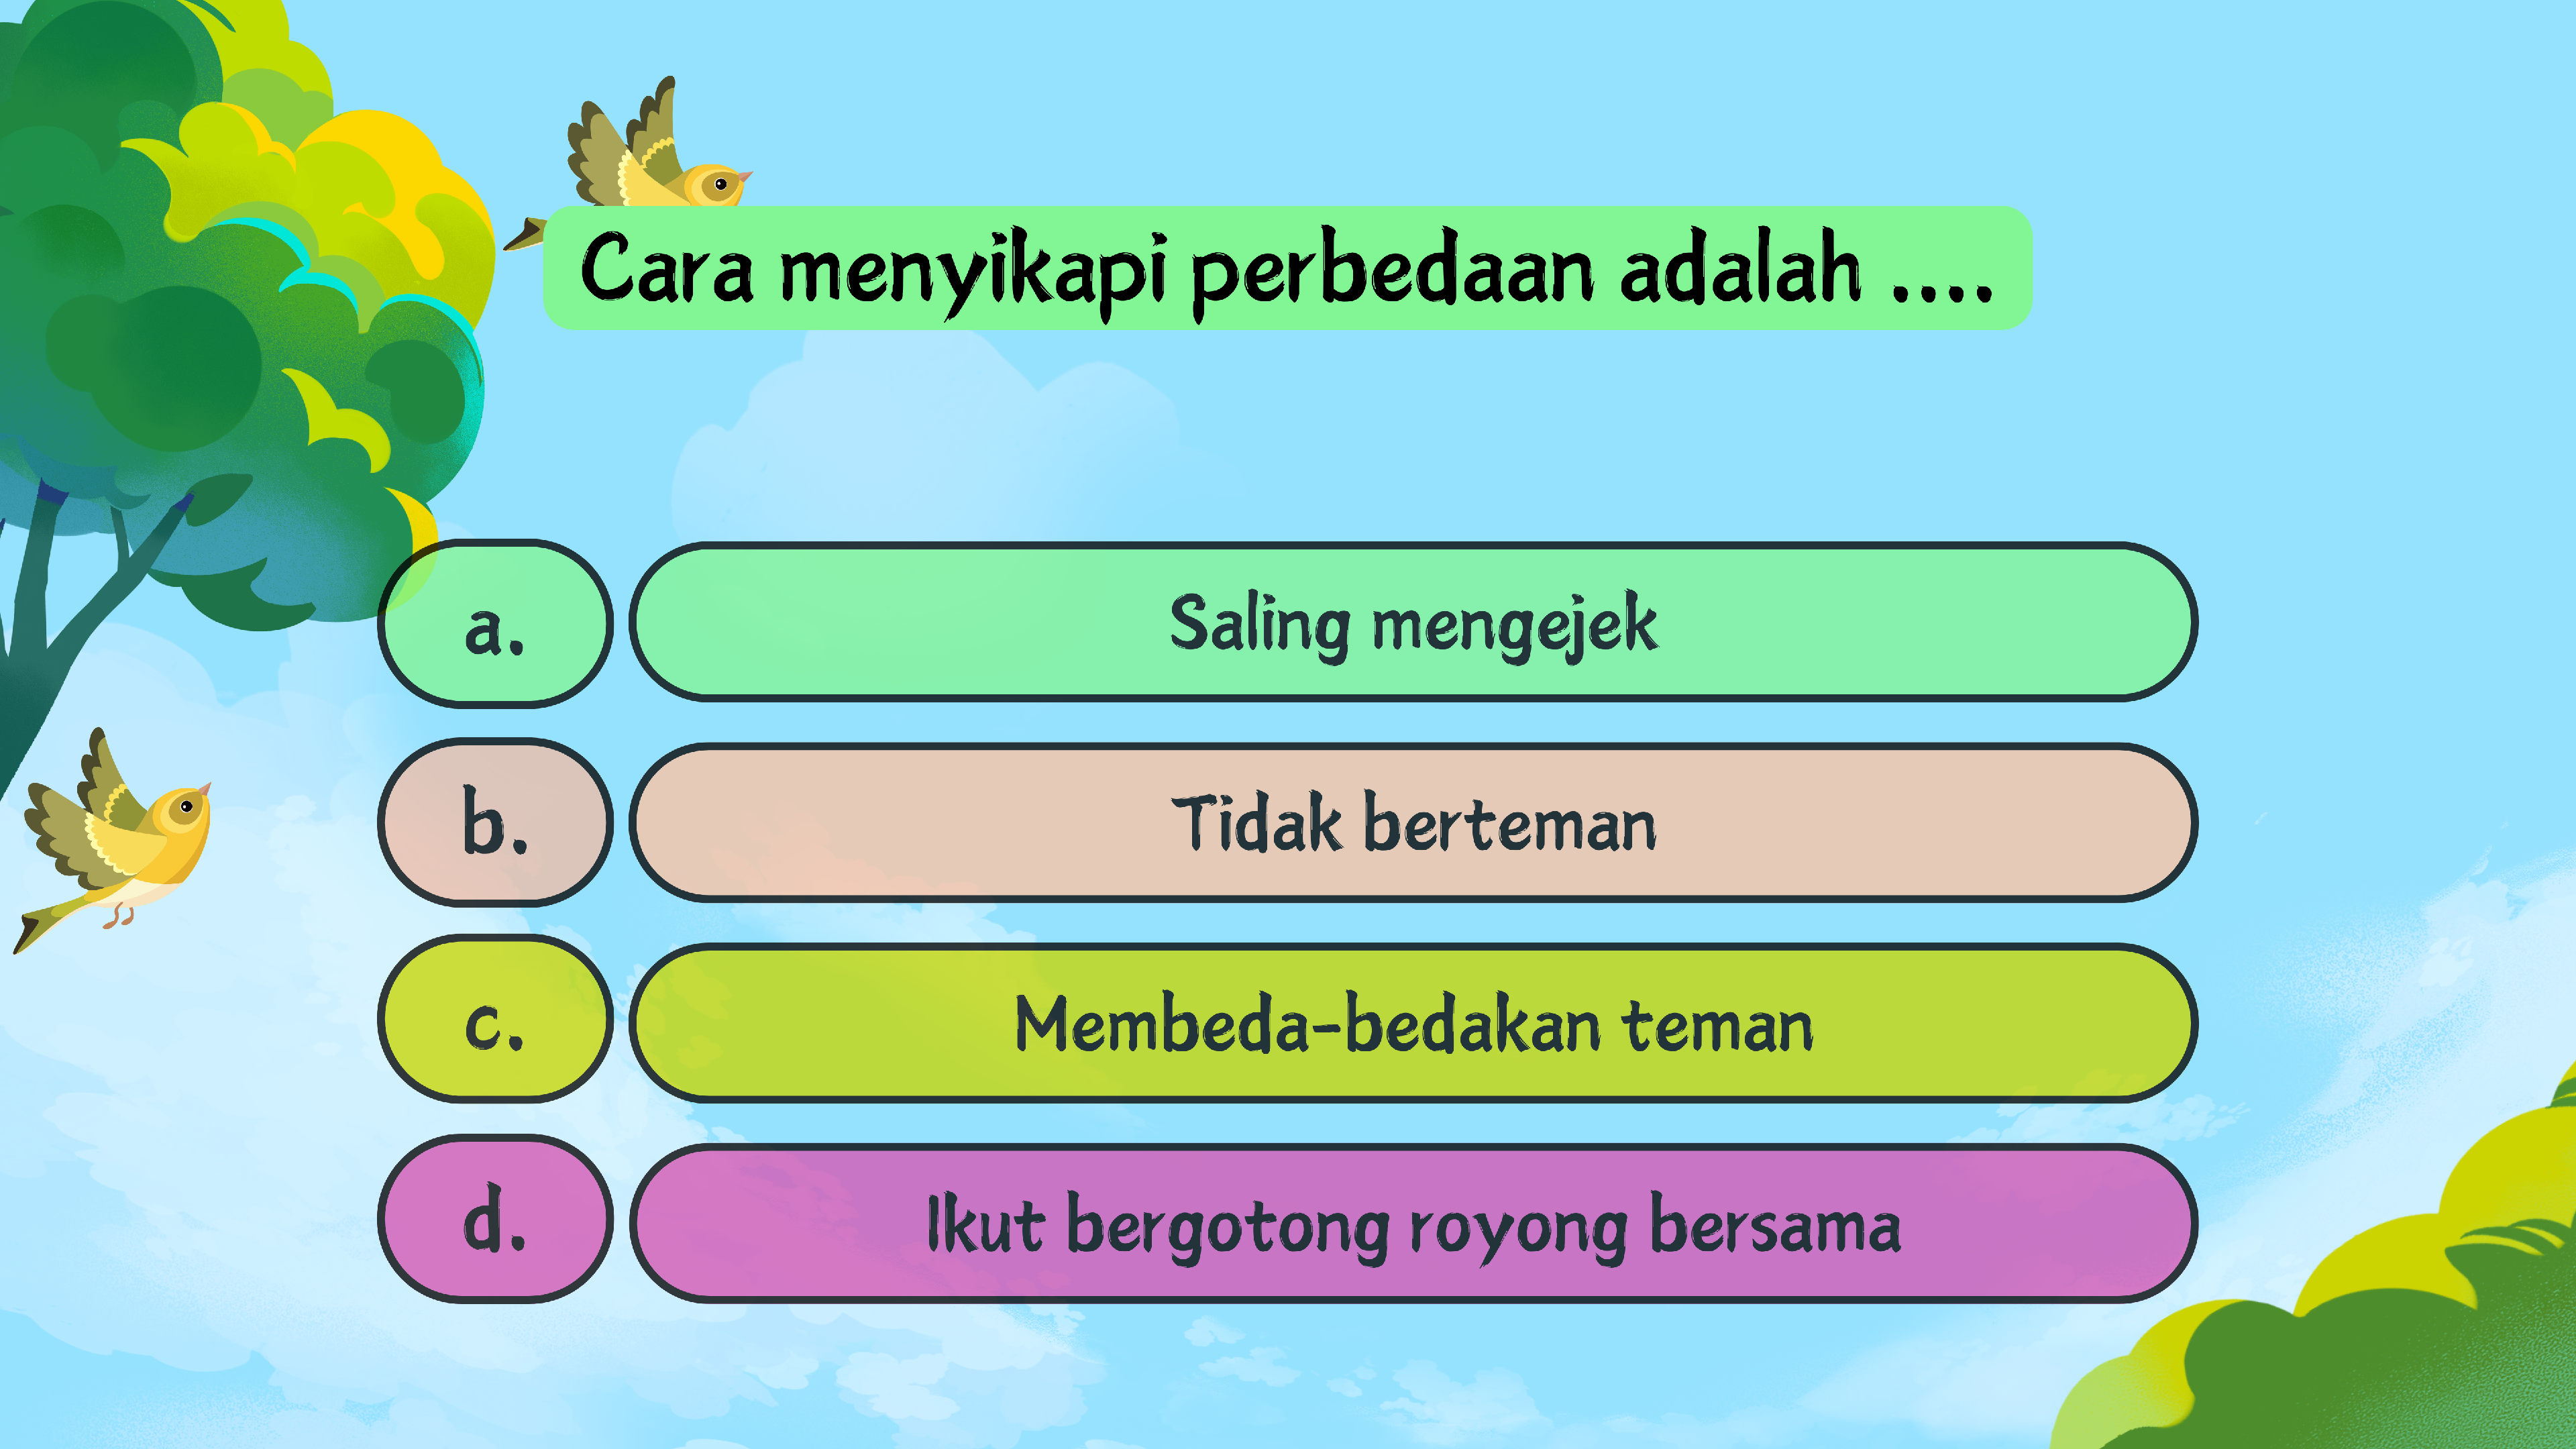 Cara menyikapi perbedaan adalah ....
a. Saling mengejek
b. Tidak berteman
c. Membeda-bedakan teman
d. Ikut bergotong royong bersama